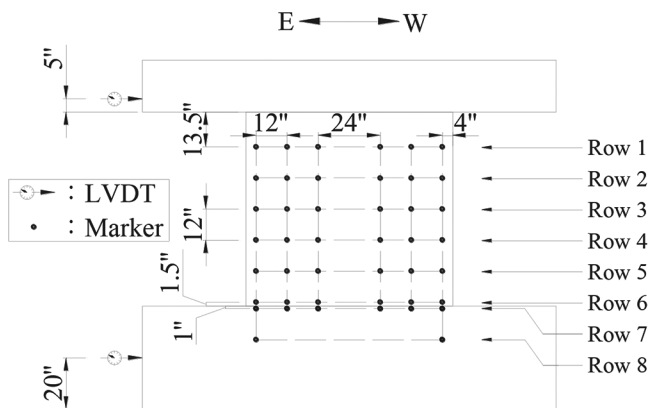 E W
5"
13.5"
12" 24" 4"
Row 1
Row 2
: LVDT
: Marker
12"
Row 3
Row 4
Row 5
1.5"
Row 6
1"
Row 7
Row 8
20"